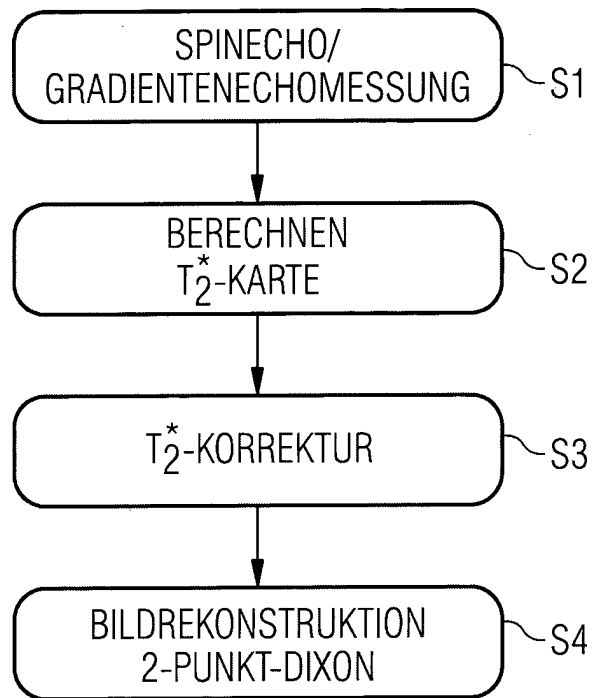 SPINECHO/
GRADIENTENECHOMESSUNG
S1
BERECHNEN
T₂*-KARTE
S2
T₂*-KORREKTUR
S3
BILDREKONSTRUKTION
2-PUNKT-DIXON
S4